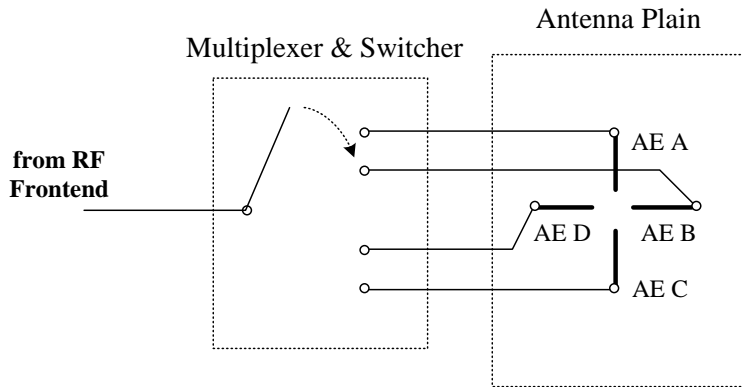 Antenna Plain
Multiplexer & Switcher
from RF
Frontend
AE A
AE D
AE B
AE C